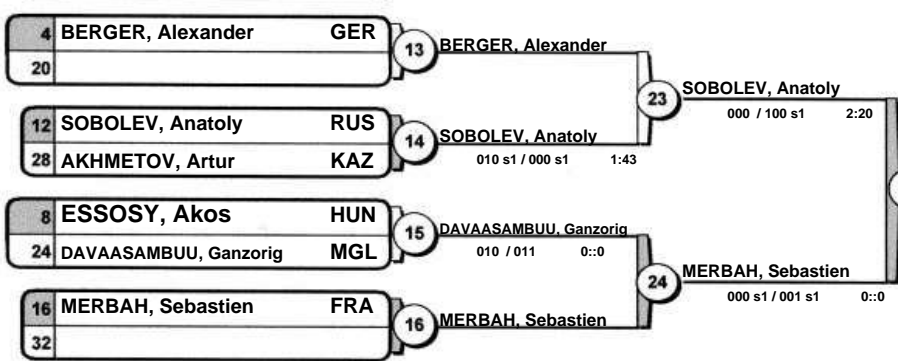 4 BERGER, Alexander GER
20
13 BERGER, Alexander
12 SOBOLEV, Anatoly RUS
28 AKHMETOV, Artur KAZ
14 SOBOLEV, Anatoly
010 s1 / 000 s1 1:43
23 SOBOLEV, Anatoly
000 / 100 s1 2:20
8 ESSOSY, Akos HUN
24 DAVAASAMBUU, Ganzorig MGL
15 DAVAASAMBUU, Ganzorig
010 / 011 0::0
16 MERBAH, Sebastien FRA
32
16 MERBAH, Sebastien
24 MERBAH, Sebastien
000 s1 / 001 s1 0::0